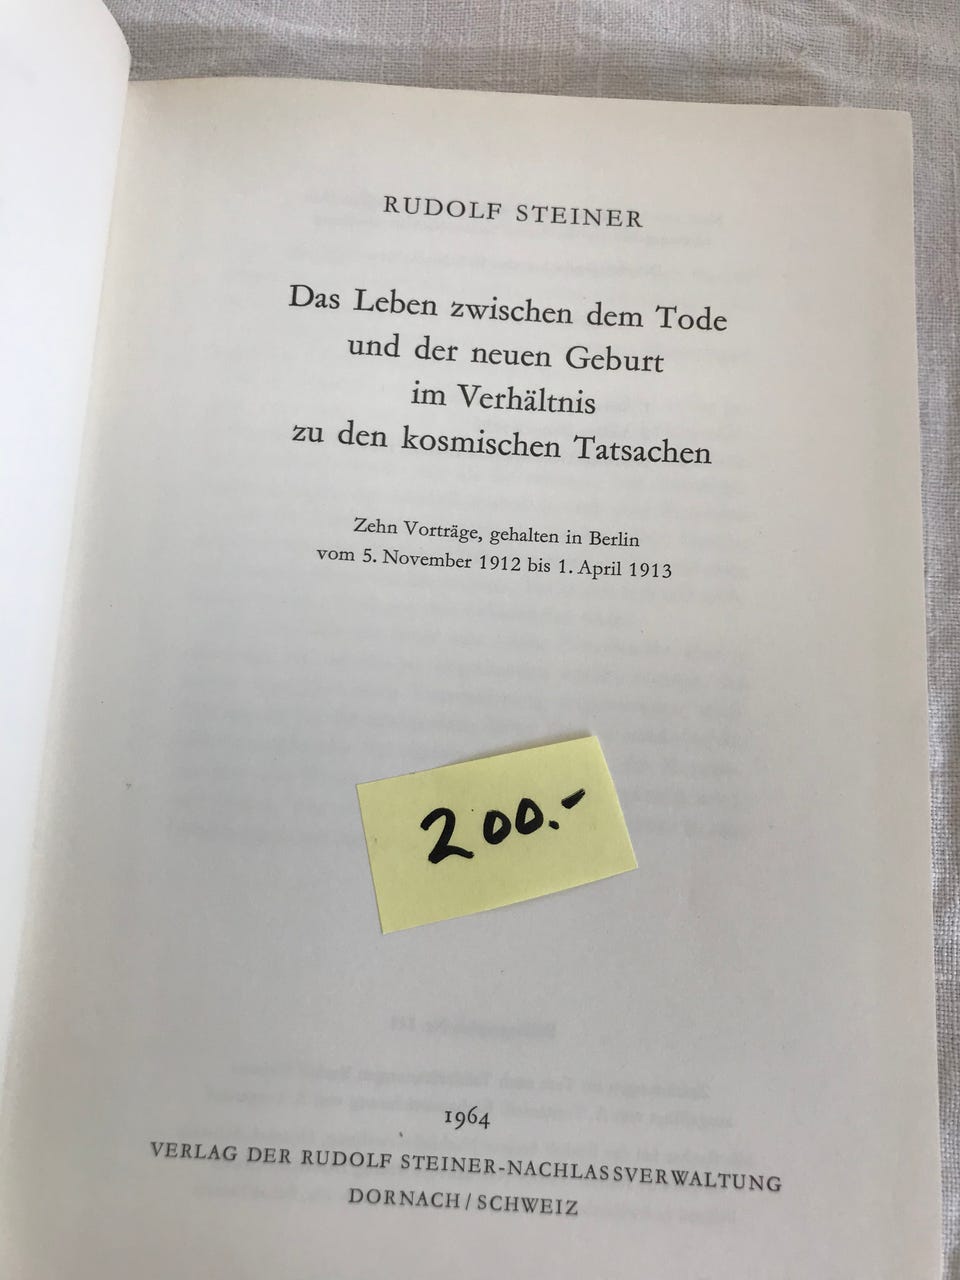 RUDOLF STEINER
Das Leben zwischen dem Tode
und der neuen Geburt
im Verhältnis
zu den kosmischen Tatsachen
Zehn Vorträge, gehalten in Berlin
vom 5. November 1912 bis 1. April 1913
200.-
1964
VERLAG DER RUDOLF STEINER-NACHLASSVERWALTUNG
DORNACH/SCHWEIZ